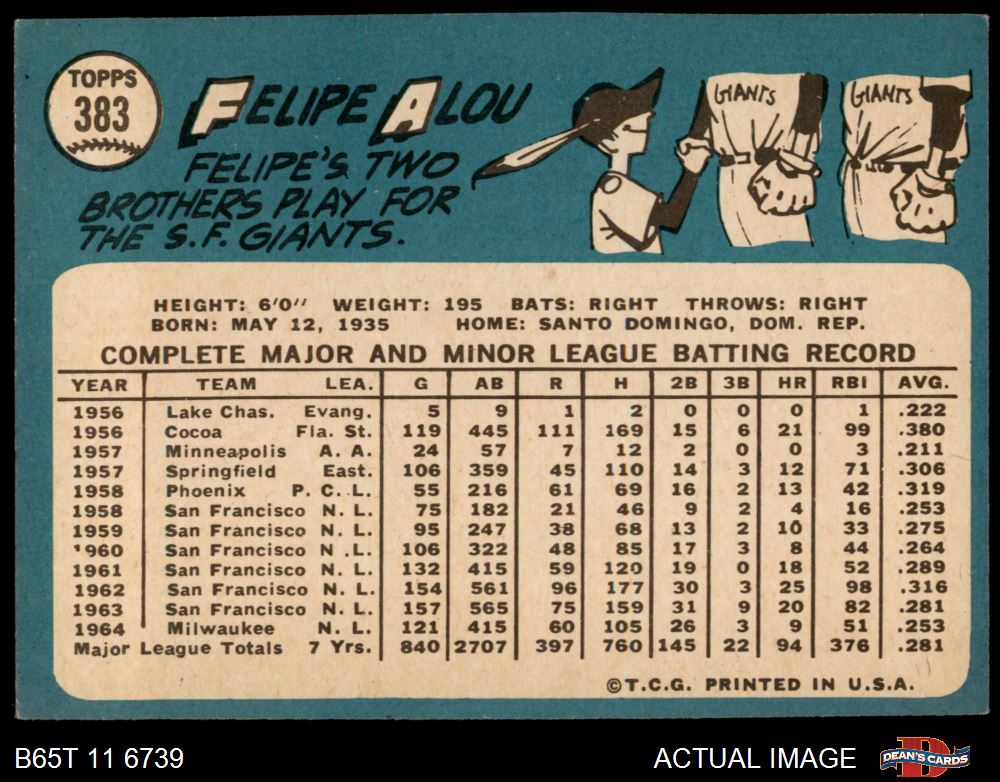 TOPPS
383
FELIPE ALOU
FELIPE'S TWO
BROTHERS PLAY FOR
THE S.F. GIANTS.
GIANTS
GIANTS
HEIGHT: 6'0" WEIGHT: 195 BATS: RIGHT THROWS: RIGHT
BORN: MAY 12, 1935 HOME: SANTO DOMINGO, DOM. REP.
COMPLETE MAJOR AND MINOR LEAGUE BATTING RECORD
YEAR TEAM LEA. G AB R H 2B 3B HR RBI AVG.
1956 Lake Chas. Evang. 5 9 1 2 0 0 0 1 .222
1956 Cocoa Fla. St. 119 445 111 169 15 6 21 99 .380
1957 Minneapolis A. A. 24 57 7 12 2 0 0 3 .211
1957 Springfield East. 106 359 45 110 14 3 12 71 .306
1958 Phoenix P. C. L. 55 216 61 69 16 2 13 42 .319
1958 San Francisco N. L. 75 182 21 46 9 2 4 16 .253
1959 San Francisco N. L. 95 247 38 68 13 2 10 33 .275
1960 San Francisco N .L. 106 322 48 85 17 3 8 44 .264
1961 San Francisco N. L. 132 415 59 120 19 0 18 52 .289
1962 San Francisco N. L. 154 561 96 177 30 3 25 98 .316
1963 San Francisco N. L. 157 565 75 159 31 9 20 82 .281
1964 Milwaukee N. L. 121 415 60 105 26 3 9 51 .253
Major League Totals 7 Yrs. 840 2707 397 760 145 22 94 376 .281
©T.C.G. PRINTED IN U.S.A.
B65T 11 6739
ACTUAL IMAGE
DEAN'S CARDS